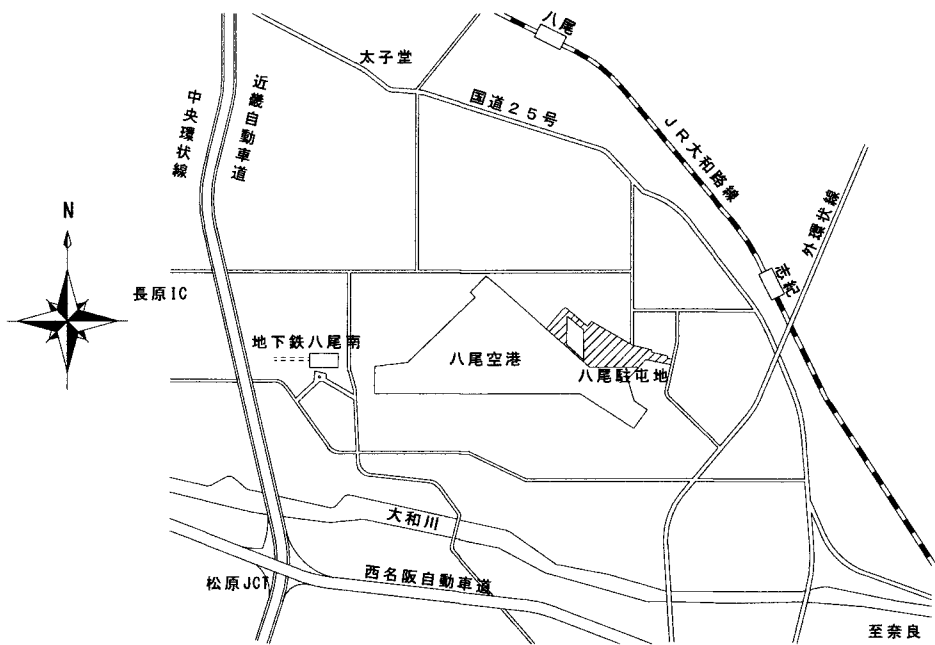 八尾
太子堂
国道25号
近畿自動車道
中央環状線
JR大和路線
外環状線
N
志紀
長原IC
地下鉄八尾南
八尾空港
八尾駐屯地
大和川
松原JCT
西名阪自動車道
至奈良